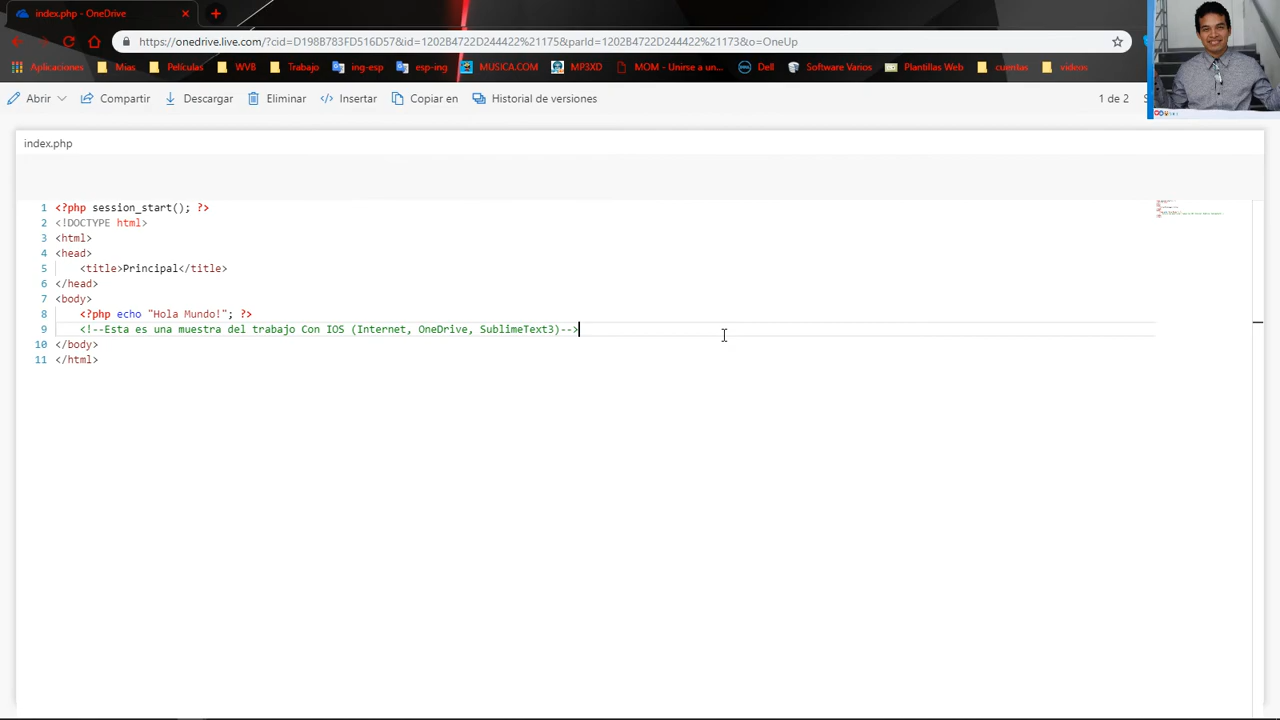 index.php - OneDrive
https://onedrive.live.com/?cid=D198B783FD516D57&id=1202B4722D244422%21175&parId=1202B4722D244422%21173&o=OneUp
Aplicaciones Mias Películas WVB Trabajo ing-esp esp-ing MUSICA.COM MP3XD MOM - Unirse a un... Dell Software Varios Plantillas Web cuentas videos
Abrir Compartir Descargar Eliminar Insertar Copiar en Historial de versiones 1 de 2
index.php
1 <?php session_start(); ?>
2 <!DOCTYPE html>
3 <html>
4 <head>
5 <title>Principal</title>
6 </head>
7 <body>
8 <?php echo "Hola Mundo!"; ?>
9 <!--Esta es una muestra del trabajo Con IOS (Internet, OneDrive, SublimeText3)-->
10 </body>
11 </html>